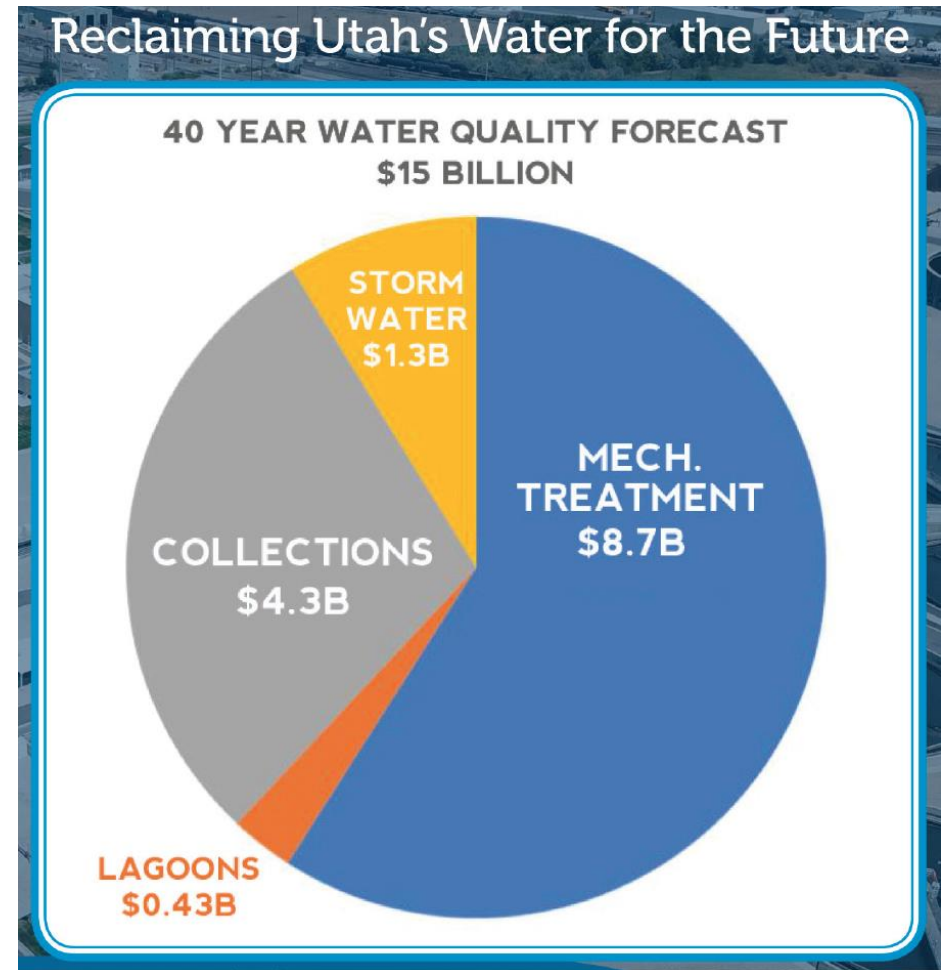 Reclaiming Utah's Water for the Future
40 YEAR WATER QUALITY FORECAST
$15 BILLION
STORM
WATER
$1.3B
MECH.
TREATMENT
$8.7B
COLLECTIONS
$4.3B
LAGOONS
$0.43B